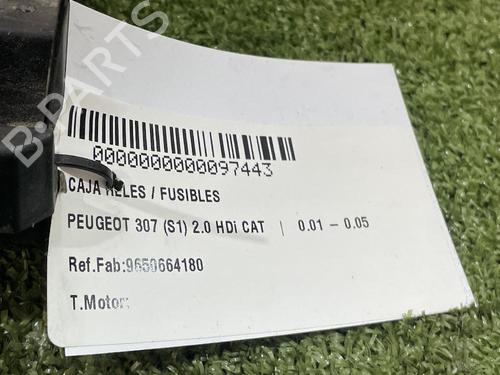 B-PARTS
0000000000097443
CAJA RELES / FUSIBLES
PEUGEOT 307 (S1) 2.0 HDi CAT | 0.01 – 0.05
Ref.Fab:9650664180
T.Motor: